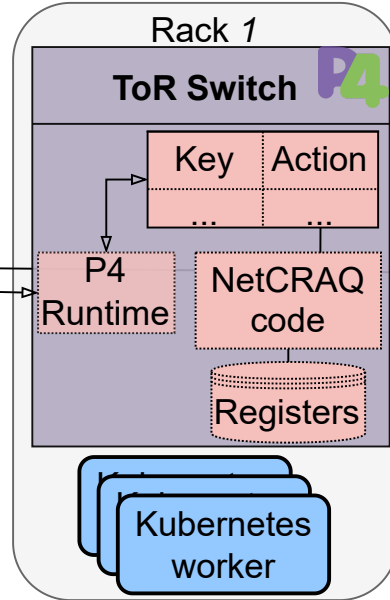 Rack 1
ToR Switch P4
Key Action
... ...
P4
Runtime
NetCRAQ
code
Registers
Kubernetes
worker